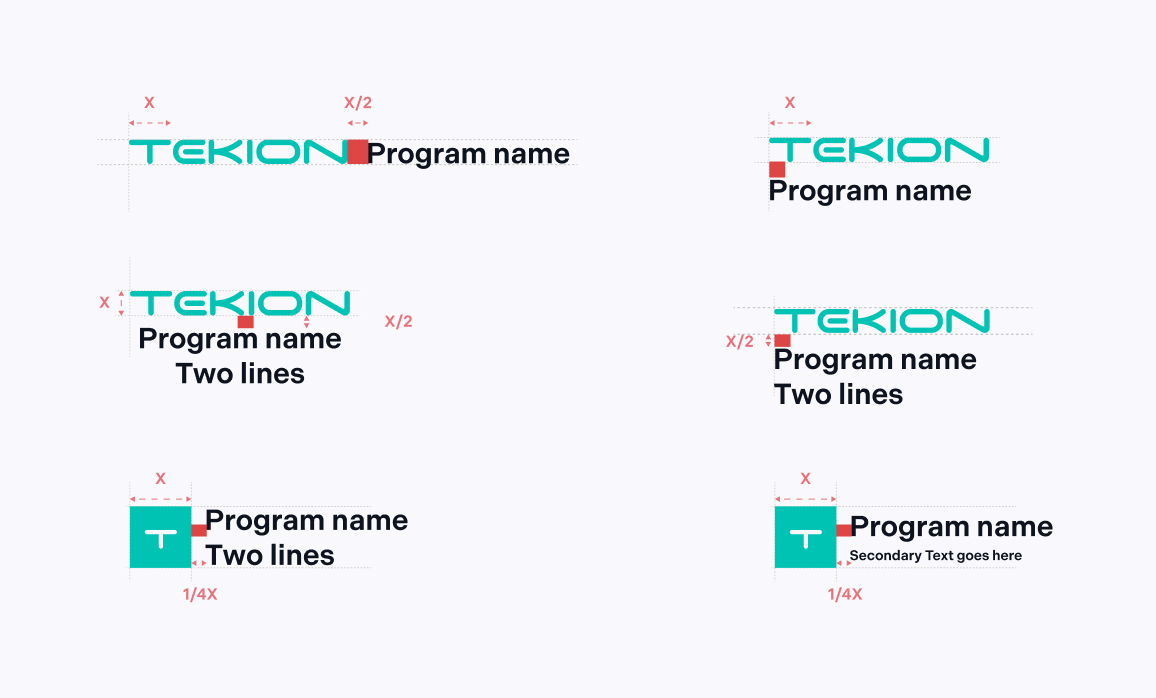 X
X/2
TEKION Program name
X
TEKION
Program name
X
TEKION
X/2
Program name
Two lines
TEKION
X/2
Program name
Two lines
X
T
Program name
Two lines
1/4X
X
T
Program name
Secondary Text goes here
1/4X